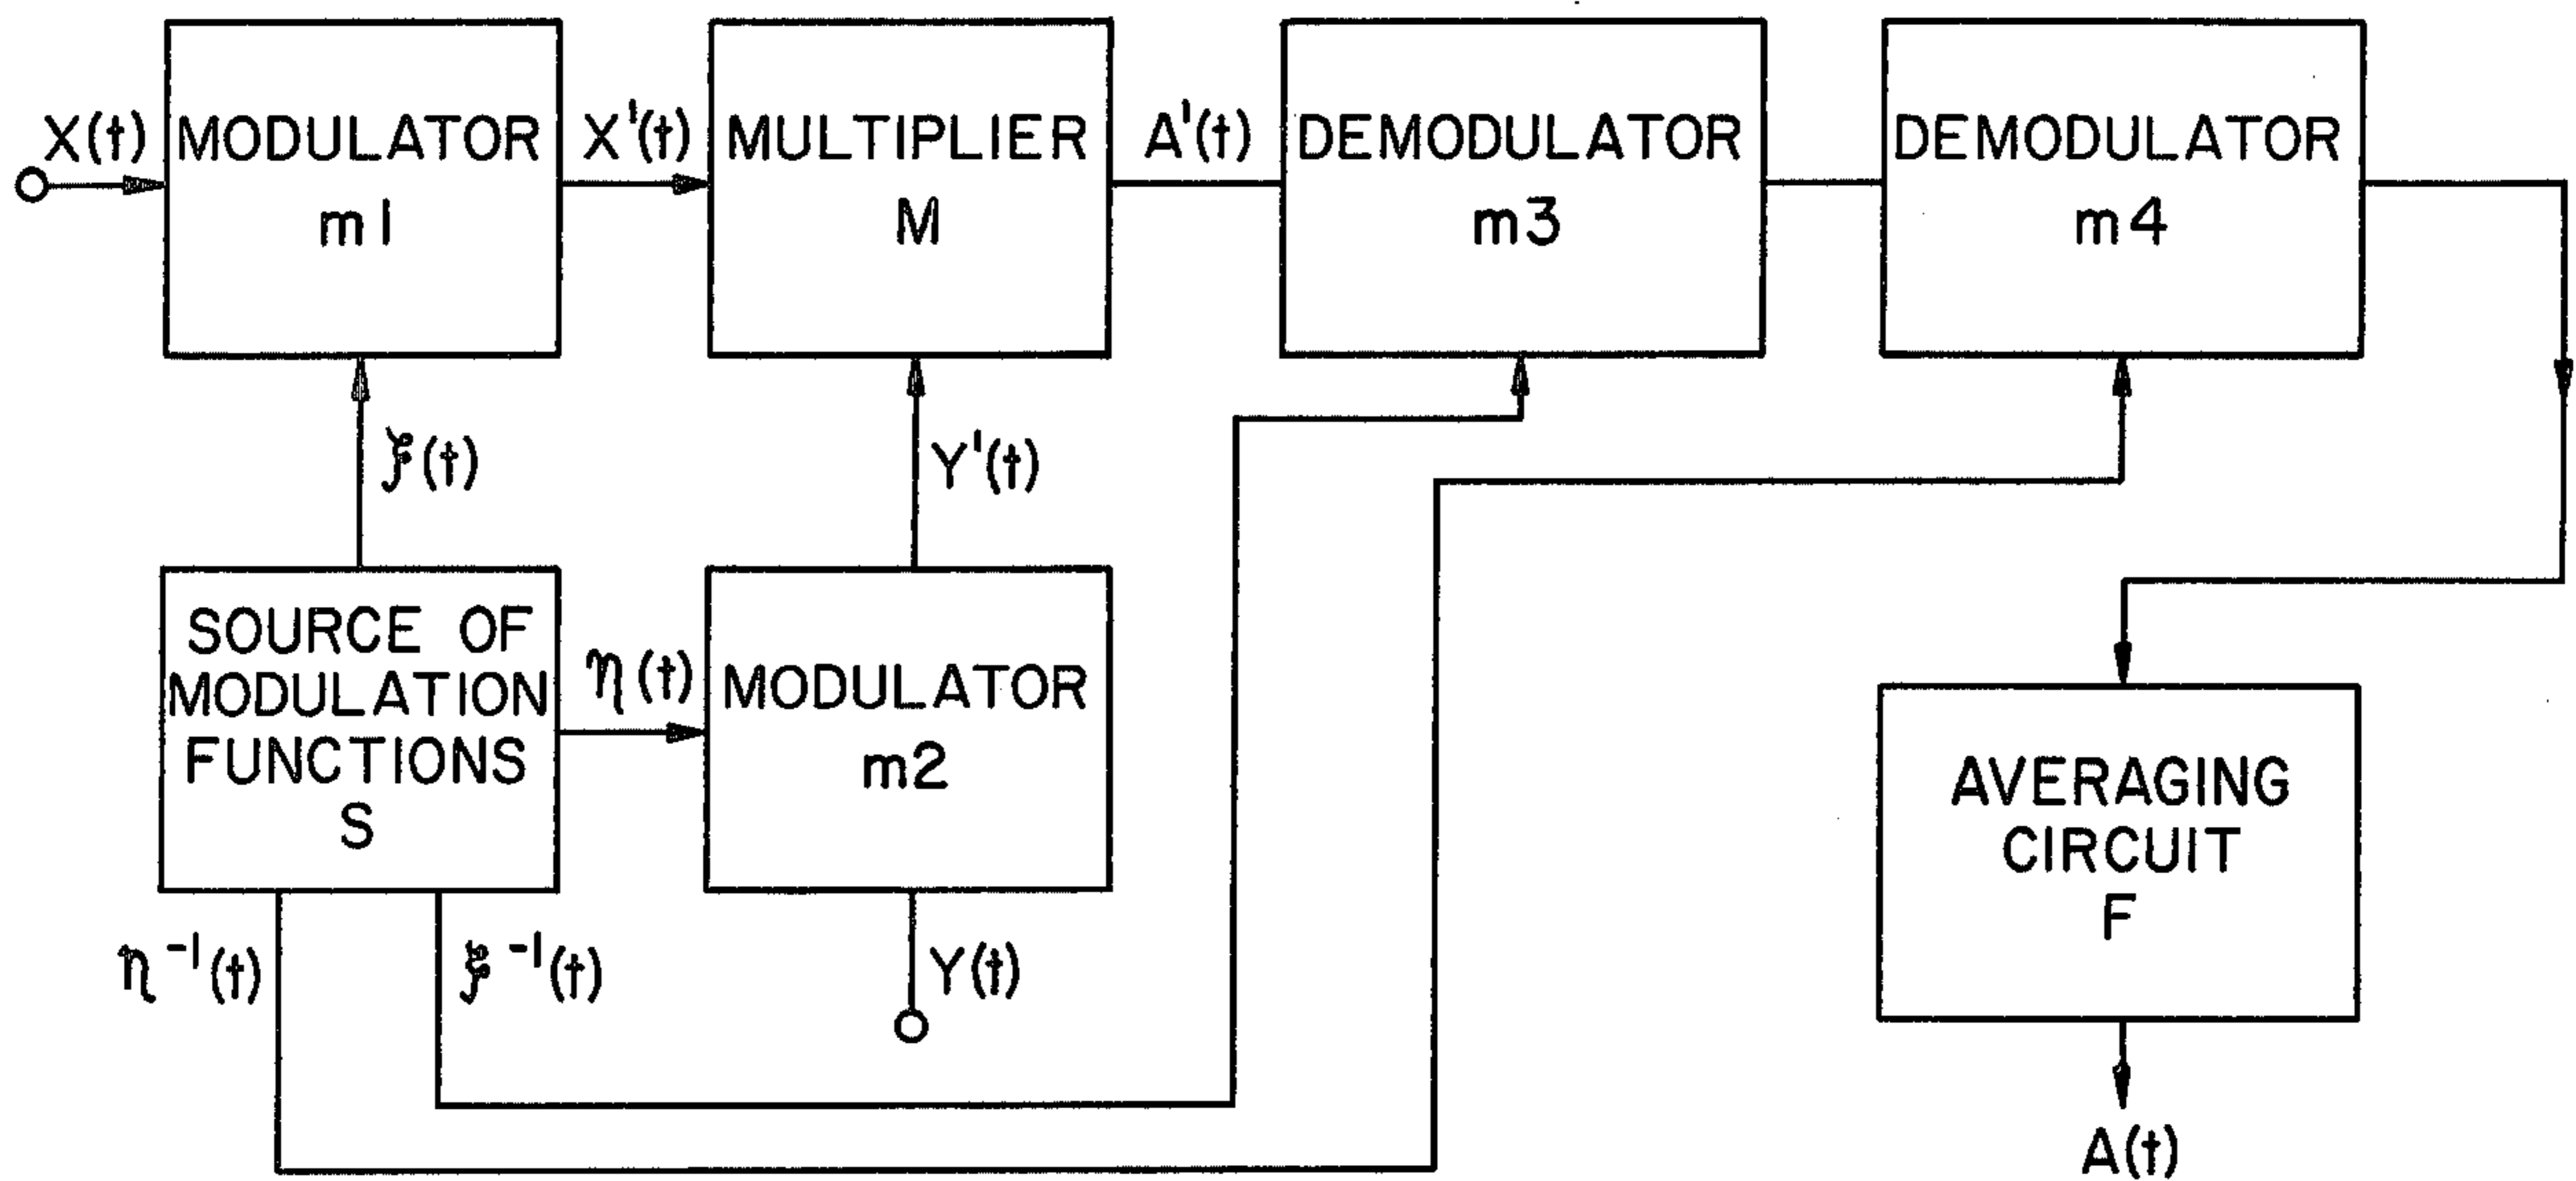 X(t)
MODULATOR
m1
X'(t)
MULTIPLIER
M
A'(t)
DEMODULATOR
m3
DEMODULATOR
m4
ξ(t)
Y'(t)
SOURCE OF
MODULATION
FUNCTIONS
S
η(t)
MODULATOR
m2
AVERAGING
CIRCUIT
F
η⁻¹(t)
ξ⁻¹(t)
Y(t)
A(t)